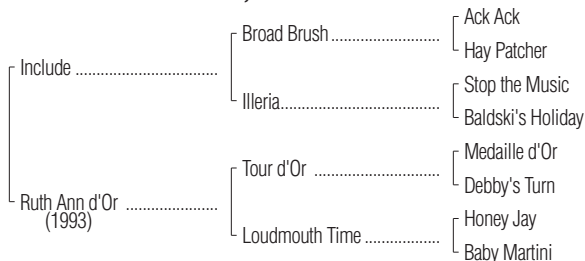 Ack Ack
Broad Brush
Hay Patcher
Include
Stop the Music
Illeria
Baldski's Holiday
Medaille d'Or
Tour d'Or
Debby's Turn
Ruth Ann d'Or
(1993)
Honey Jay
Loudmouth Time
Baby Martini